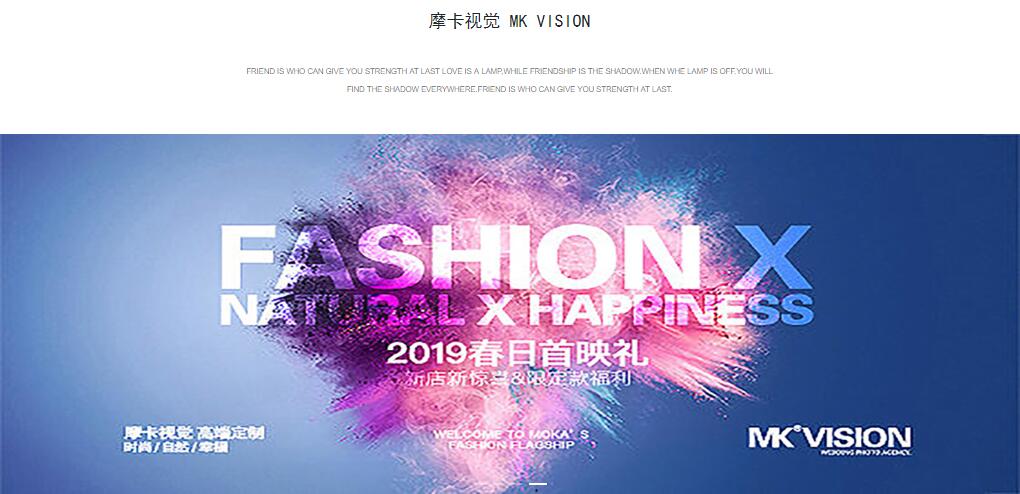 摩卡视觉 MK VISION
FRIEND IS WHO CAN GIVE YOU STRENGTH AT LAST LOVE IS A LAMP,WHILE FRIENDSHIP IS THE SHADOW.WHEN WHE LAMP IS OFF.YOU WILL
FIND THE SHADOW EVERYWHERE.FRIEND IS WHO CAN GIVE YOU STRENGTH AT LAST.
FASHION X
NATURAL X HAPPINESS
2019春日首映礼
新店新惊喜&限定款福利
摩卡视觉 高端定制
时尚/自然/幸福
WELCOME TO MOKA'S
FASHION FLAGSHIP
MK VISION
WEDDING PHOTO AGENCY.